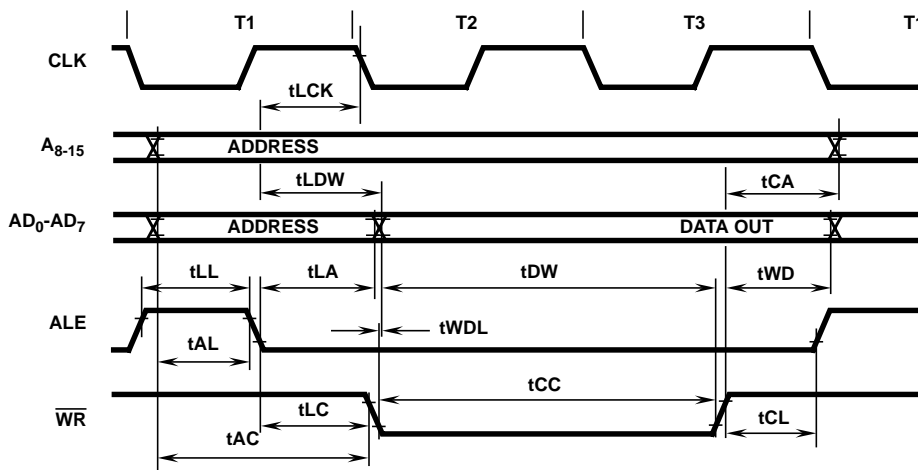 T1 T2 T3 T1
CLK
tLCK
A8-15 ADDRESS
tLDW tCA
AD0-AD7 ADDRESS DATA OUT
tLL tLA tDW tWD
ALE
tWDL
tAL
tCC
WR
tLC tCL
tAC